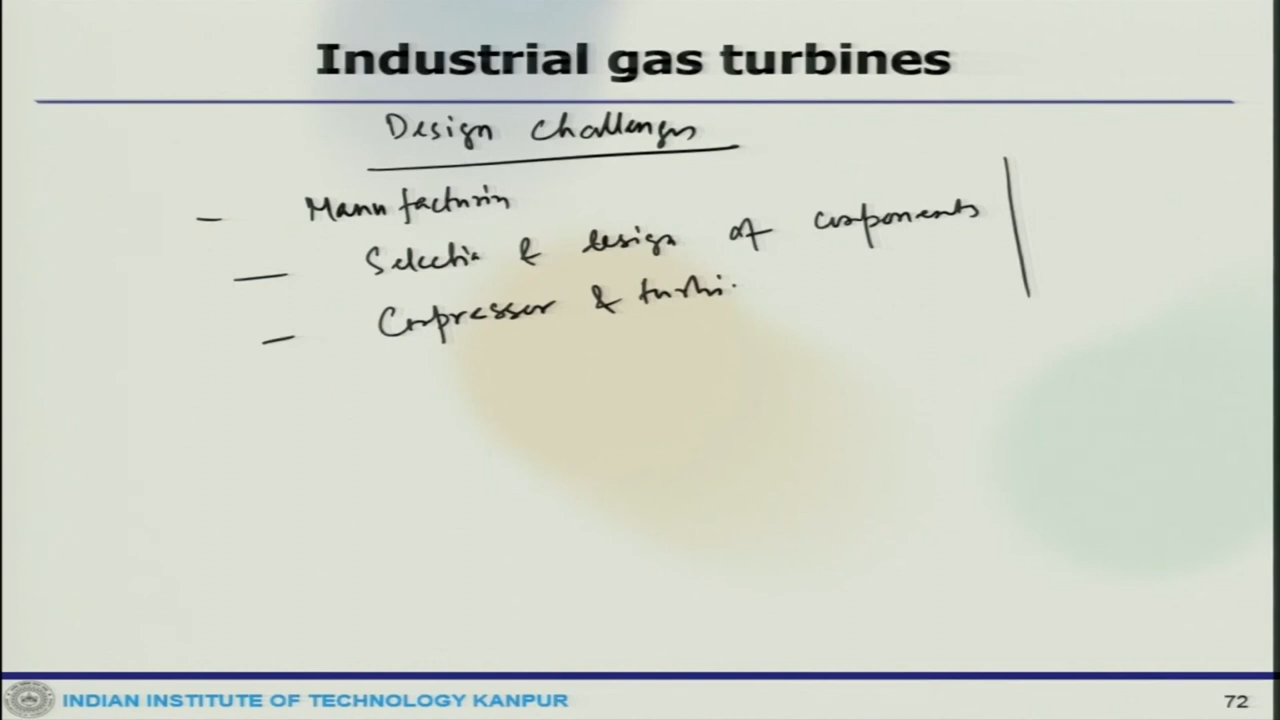 Industrial gas turbines
Design challenges
— Manufacturin
— Selectio & design of components
— Compressor & turbi.
INDIAN INSTITUTE OF TECHNOLOGY KANPUR
72